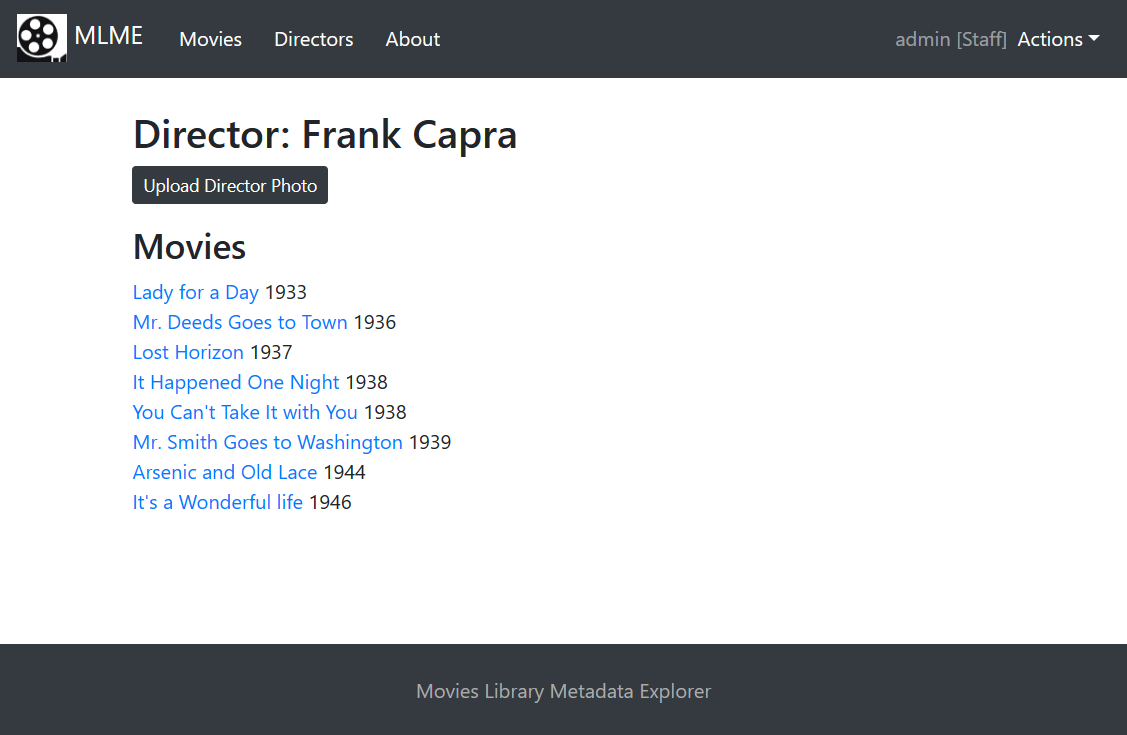 MLME Movies Directors About admin [Staff] Actions
Director: Frank Capra
Upload Director Photo
Movies
Lady for a Day 1933
Mr. Deeds Goes to Town 1936
Lost Horizon 1937
It Happened One Night 1938
You Can't Take It with You 1938
Mr. Smith Goes to Washington 1939
Arsenic and Old Lace 1944
It's a Wonderful life 1946
Movies Library Metadata Explorer